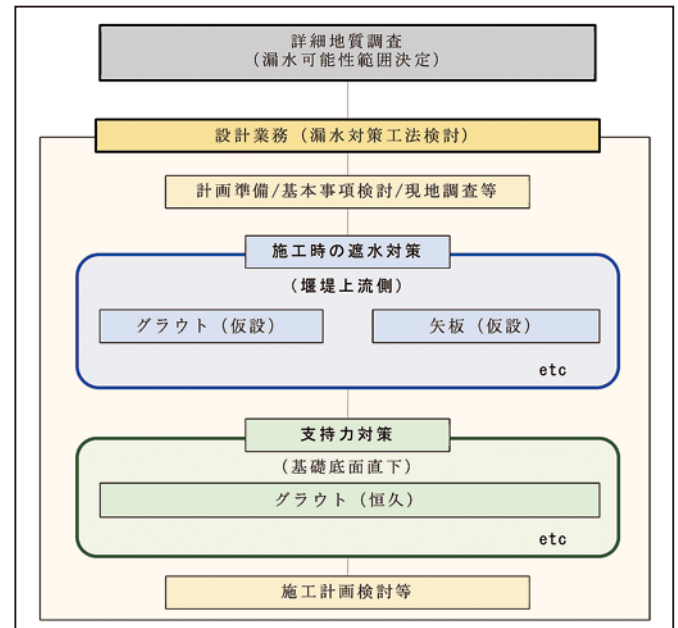 詳細地質調査
（漏水可能性範囲決定）
設計業務（漏水対策工法検討）
計画準備/基本事項検討/現地調査等
施工時の遮水対策
（堰堤上流側）
グラウト（仮設）
矢板（仮設）
etc
支持力対策
（基礎底面直下）
グラウト（恒久）
etc
施工計画検討等